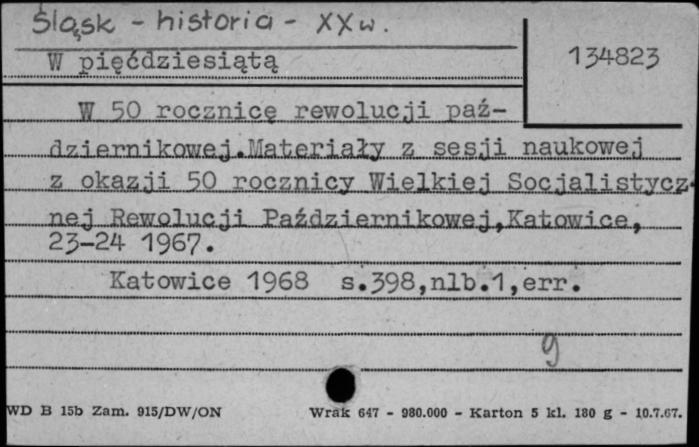 Śląsk - historia - XX w.
134823
W pięćdziesiątą
W 50 rocznicę rewolucji paź-
dziernikowej.Materiały z sesji naukowej
z okazji 50 rocznicy Wielkiej Socjalistycz-
nej Rewolucji Październikowej,Katowice,
23-24 1967.
Katowice 1968 s.398,nlb.1,err.
g
WD B 15b Zam. 915/DW/ON Wrak 647 - 980.000 - Karton 5 kl. 180 g - 10.7.67.